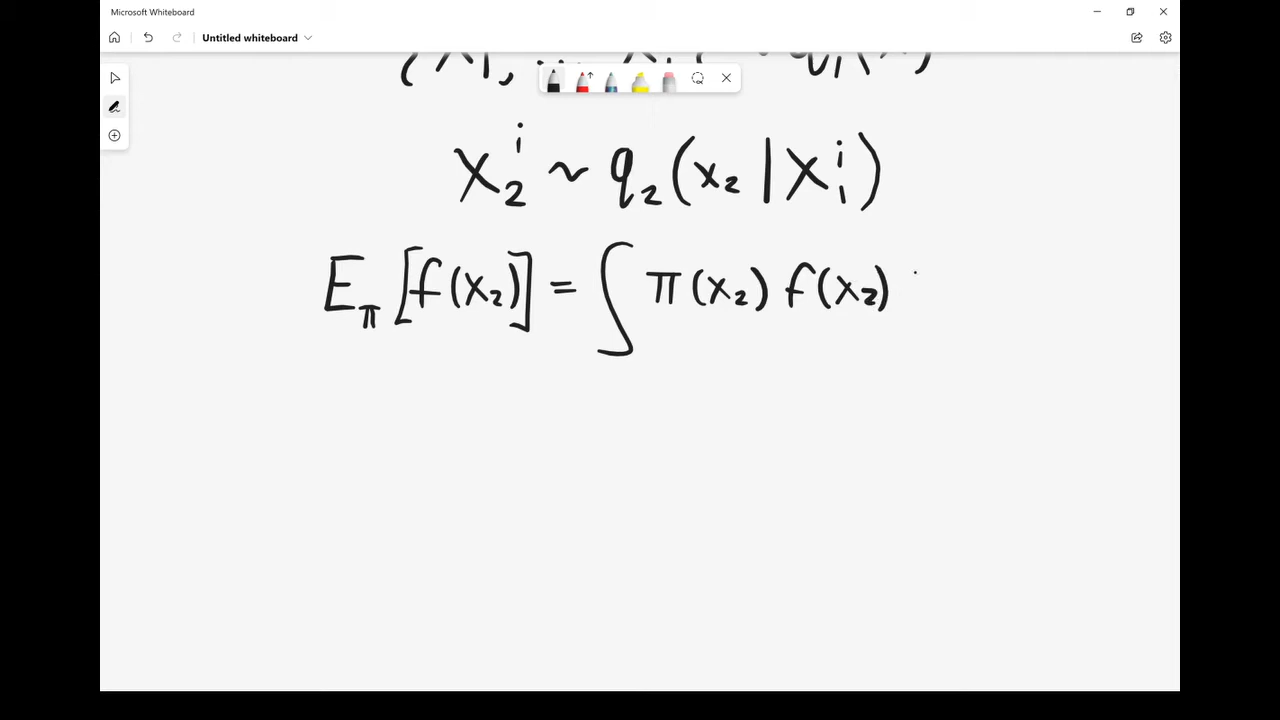 Microsoft Whiteboard
Untitled whiteboard
X₂ⁱ ~ q₂(x₂|X₁ⁱ)
E_π[f(x₂)] = ∫ π(x₂) f(x₂)